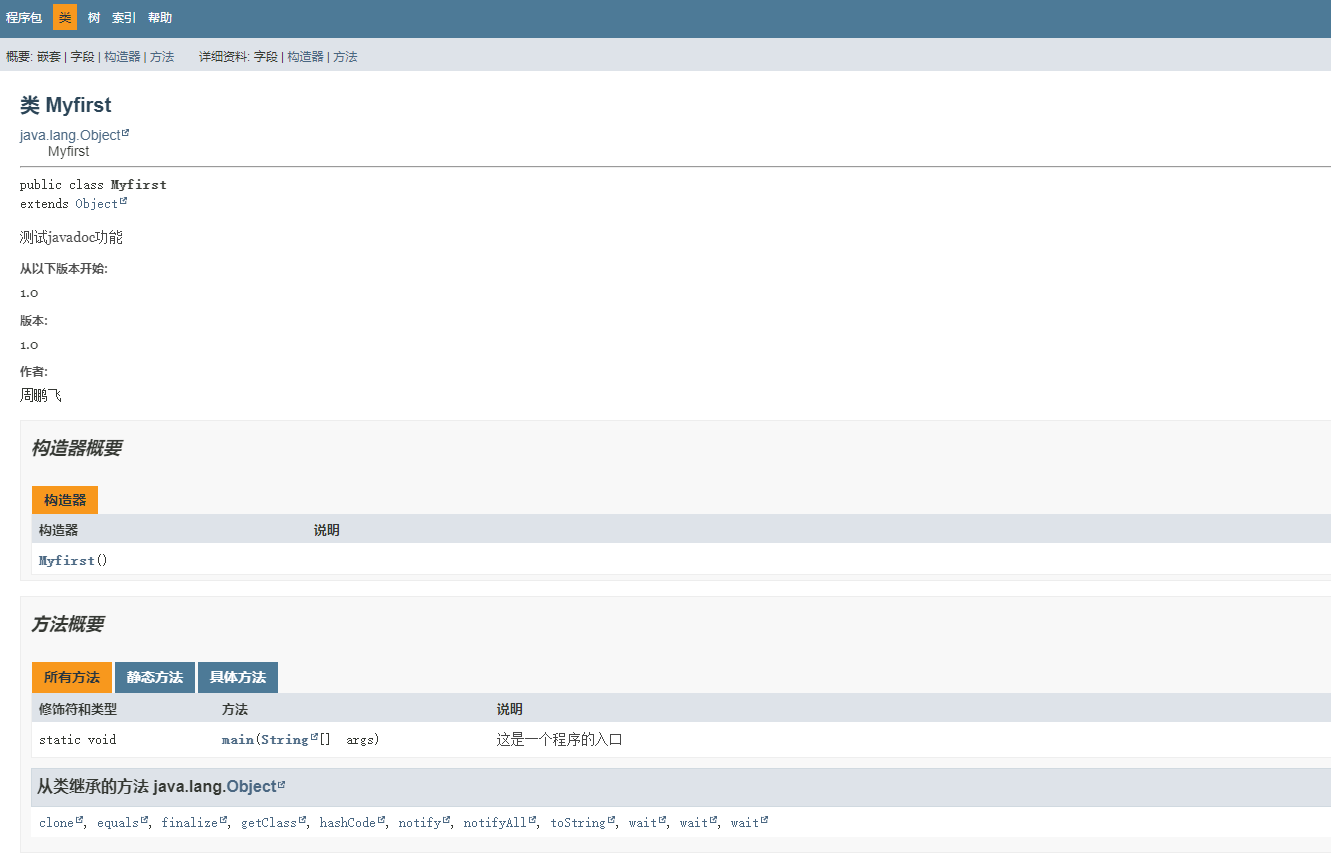 程序包 类 树 索引 帮助
概要: 嵌套 | 字段 | 构造器 | 方法 详细资料: 字段 | 构造器 | 方法
类 Myfirst
java.lang.Object
Myfirst
public class Myfirst
extends Object
测试javadoc功能
从以下版本开始:
1.0
版本:
1.0
作者:
周鹏飞
构造器概要
构造器
构造器 说明
Myfirst()
方法概要
所有方法 静态方法 具体方法
修饰符和类型 方法 说明
static void main(String[] args) 这是一个程序的入口
从类继承的方法 java.lang.Object
clone, equals, finalize, getClass, hashCode, notify, notifyAll, toString, wait, wait, wait